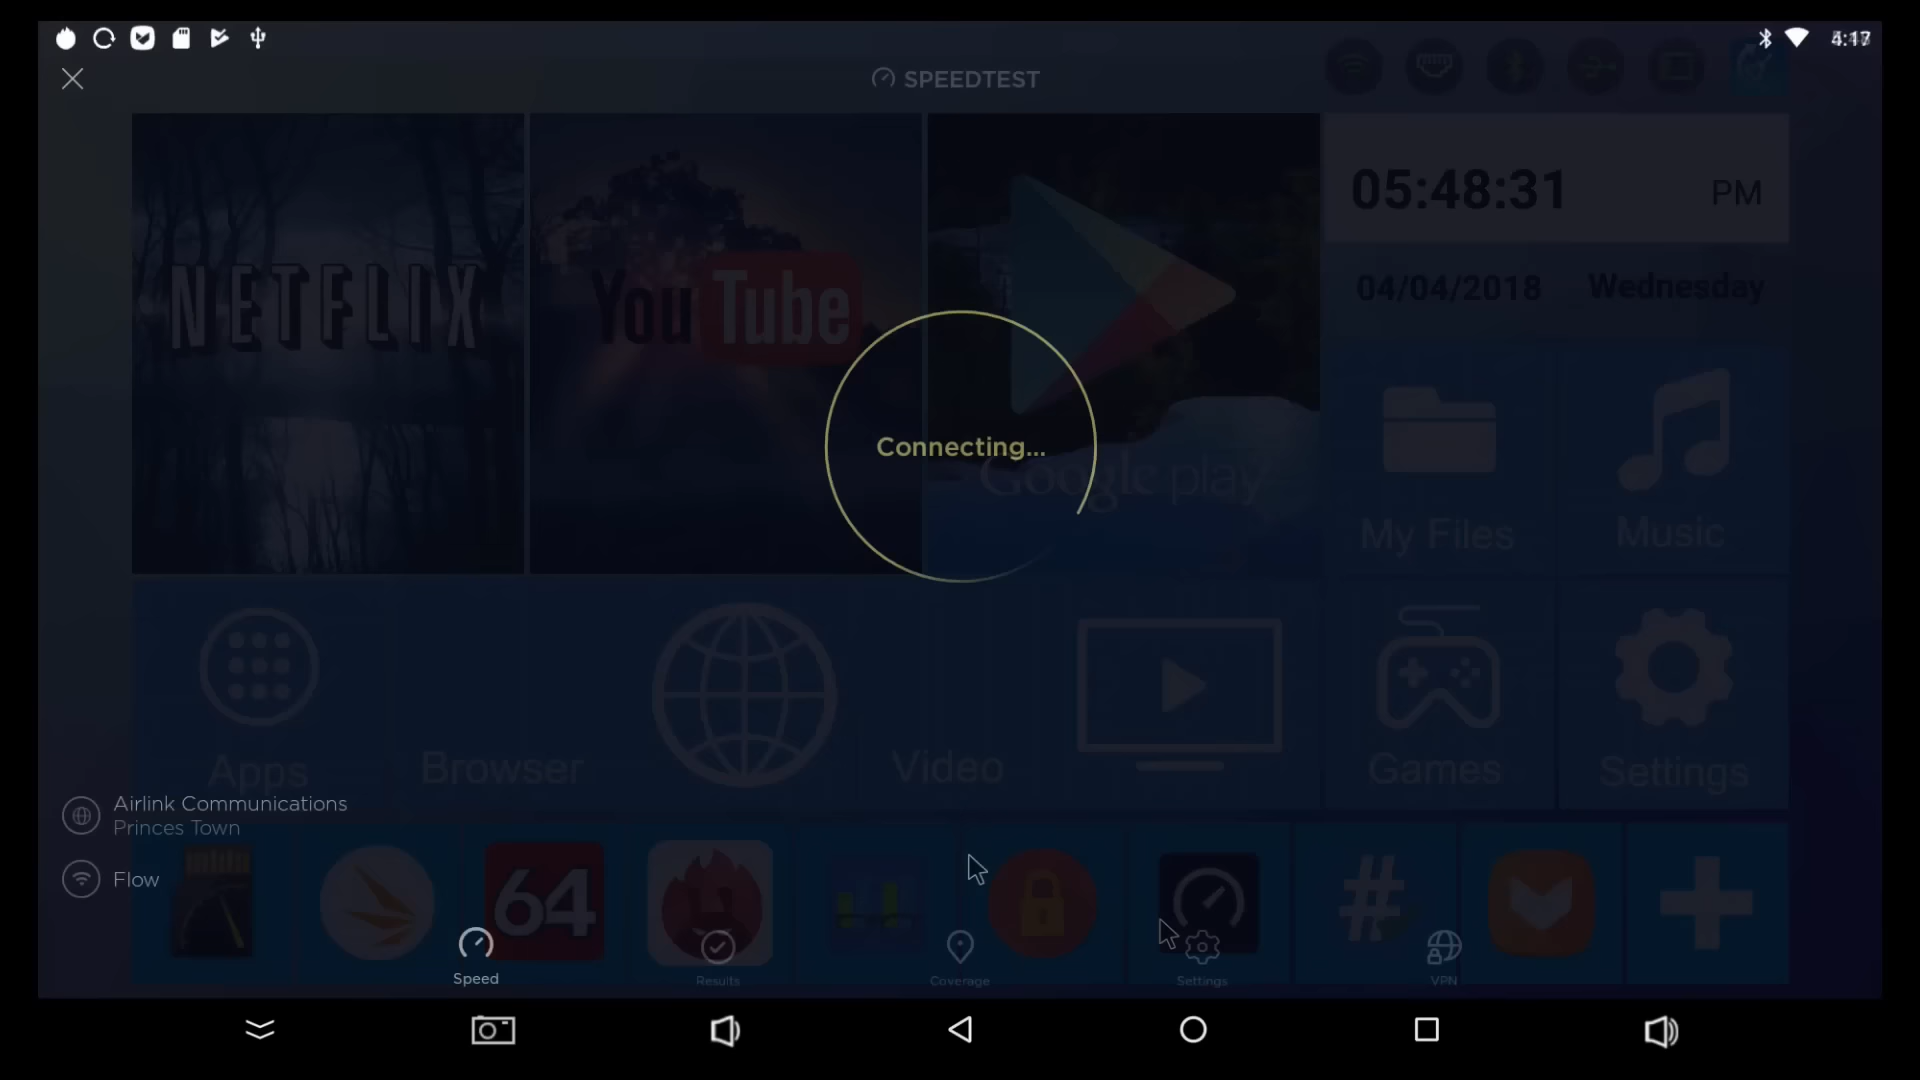 4:17
SPEEDTEST
05:48:31 PM
04/04/2018 Wednesday
NETFLIX
YouTube
Connecting...
Google play
My Files
Music
Apps
Browser
Video
Games
Settings
Airlink Communications
Princes Town
Flow
64
#
Speed
Results
Coverage
Settings
VPN